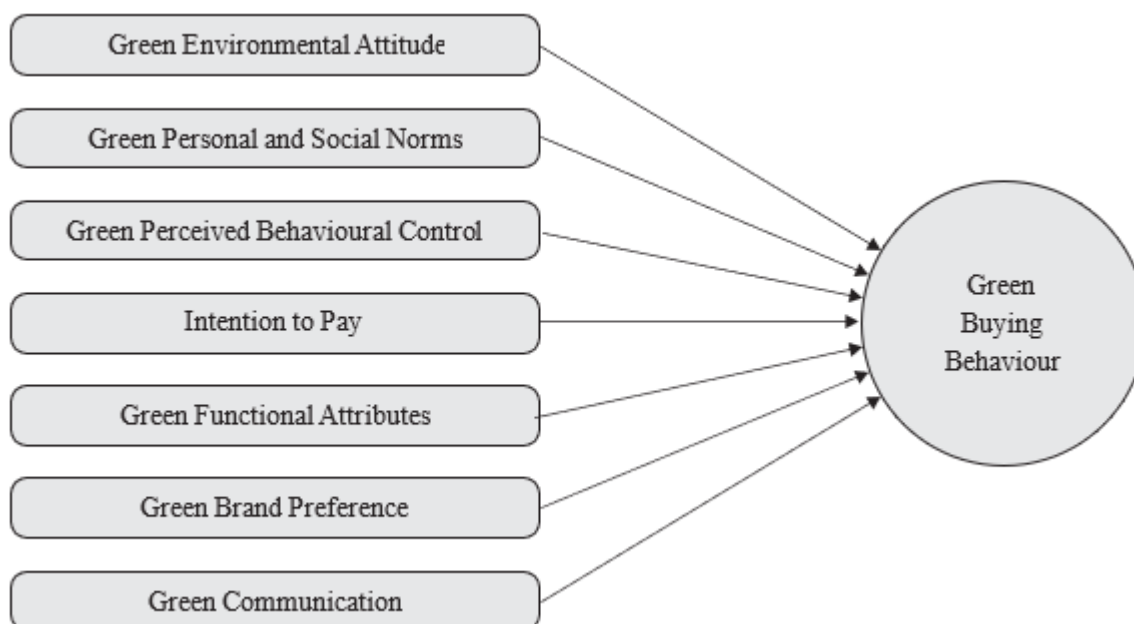 Green Environmental Attitude
Green Personal and Social Norms
Green Perceived Behavioural Control
Intention to Pay
Green Functional Attributes
Green Brand Preference
Green Communication
Green
Buying
Behaviour